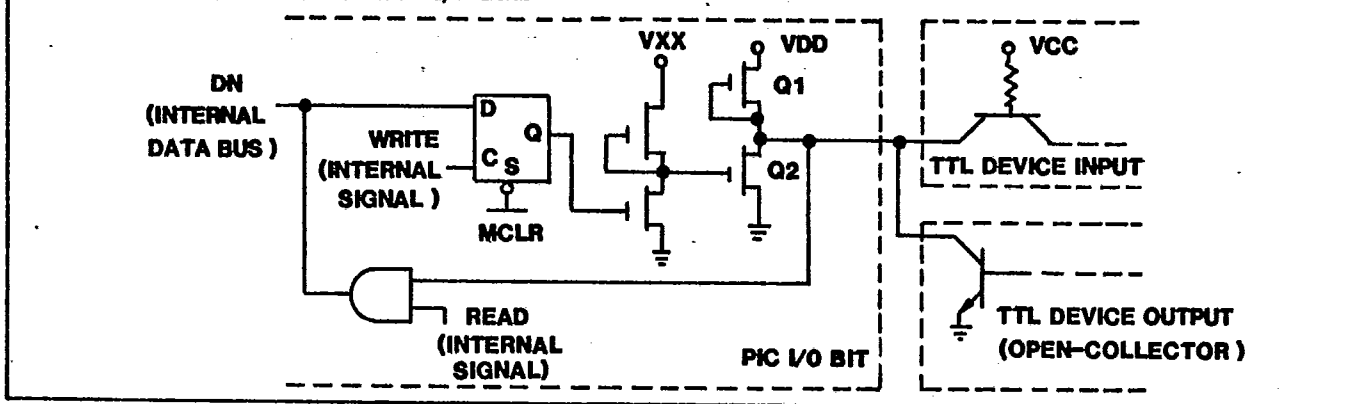 VXX
VDD
VCC
DN
(INTERNAL
DATA BUS )
D
Q
C
S
WRITE
(INTERNAL
SIGNAL )
MCLR
Q1
Q2
TTL DEVICE INPUT
READ
(INTERNAL
SIGNAL)
PIC I/O BIT
TTL DEVICE OUTPUT
(OPEN-COLLECTOR )